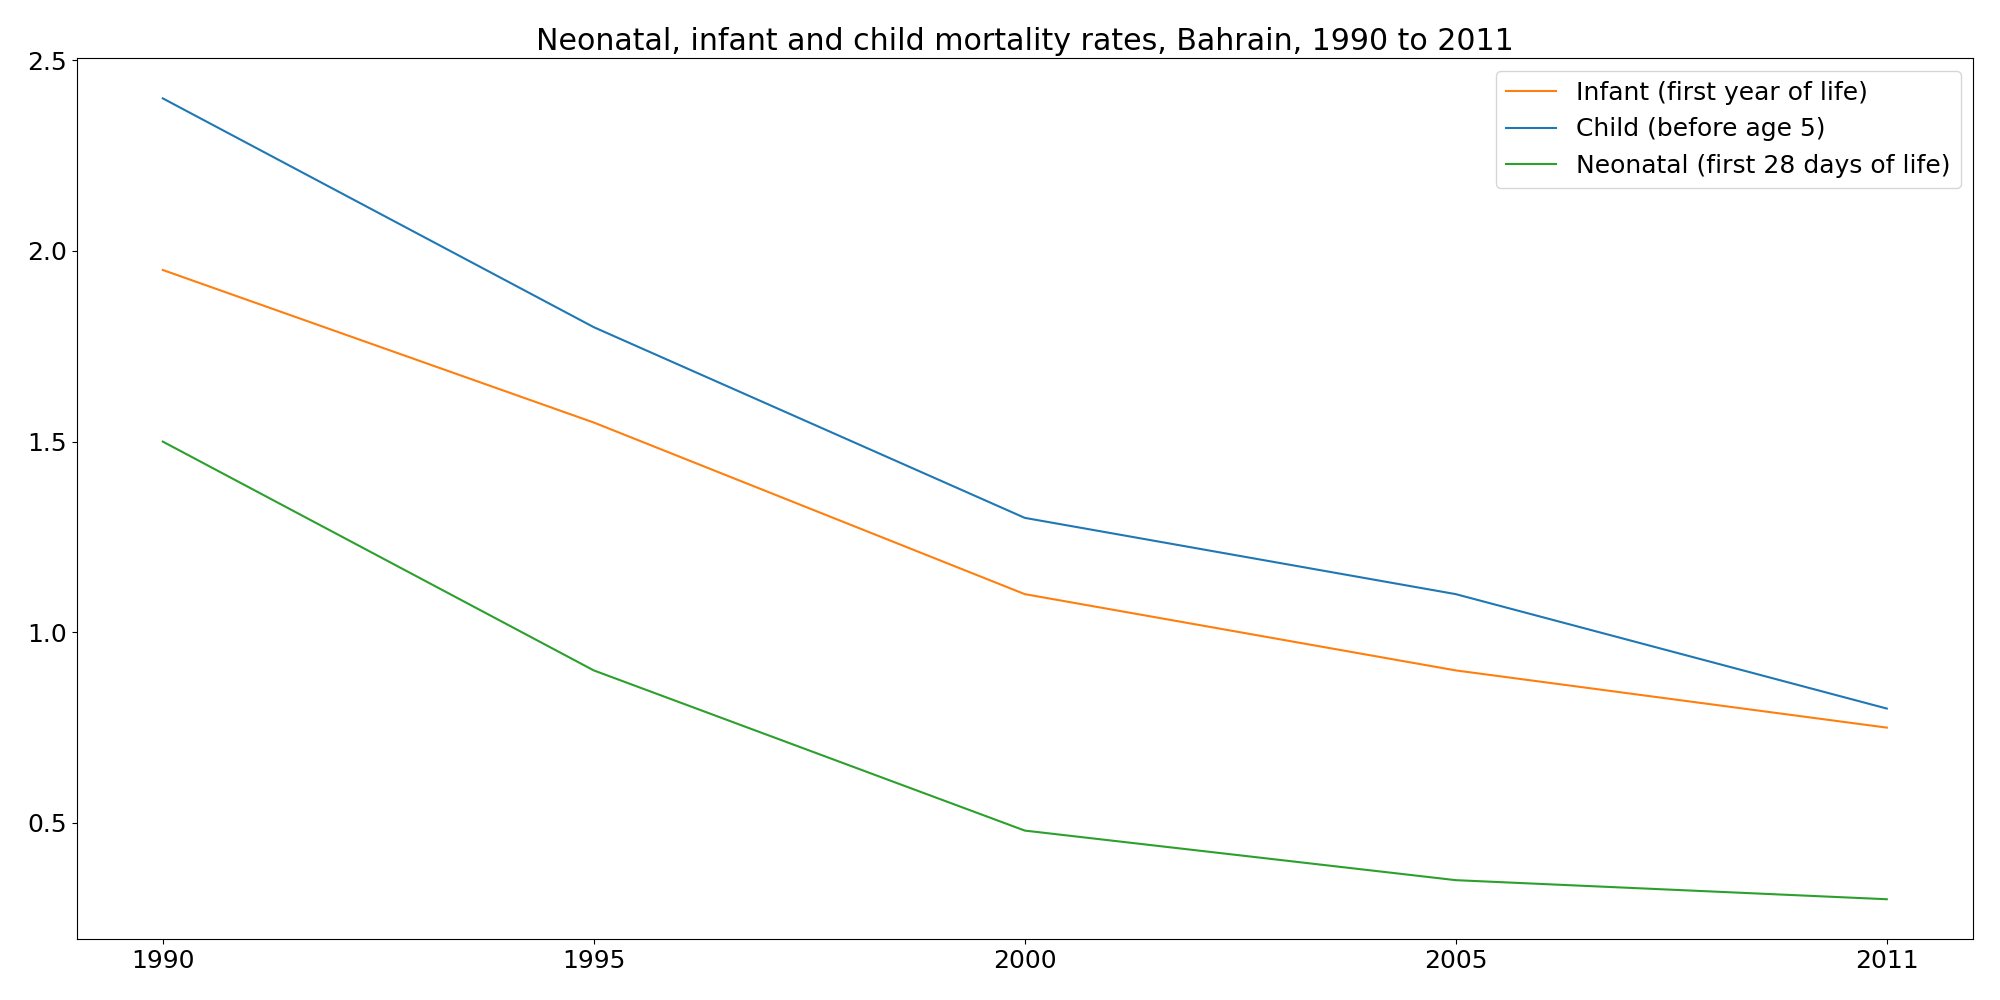 Neonatal, infant and child mortality rates, Bahrain, 1990 to 2011
2.5
2.0
1.5
1.0
0.5
Infant (first year of life)
Child (before age 5)
Neonatal (first 28 days of life)
1990 1995 2000 2005 2011